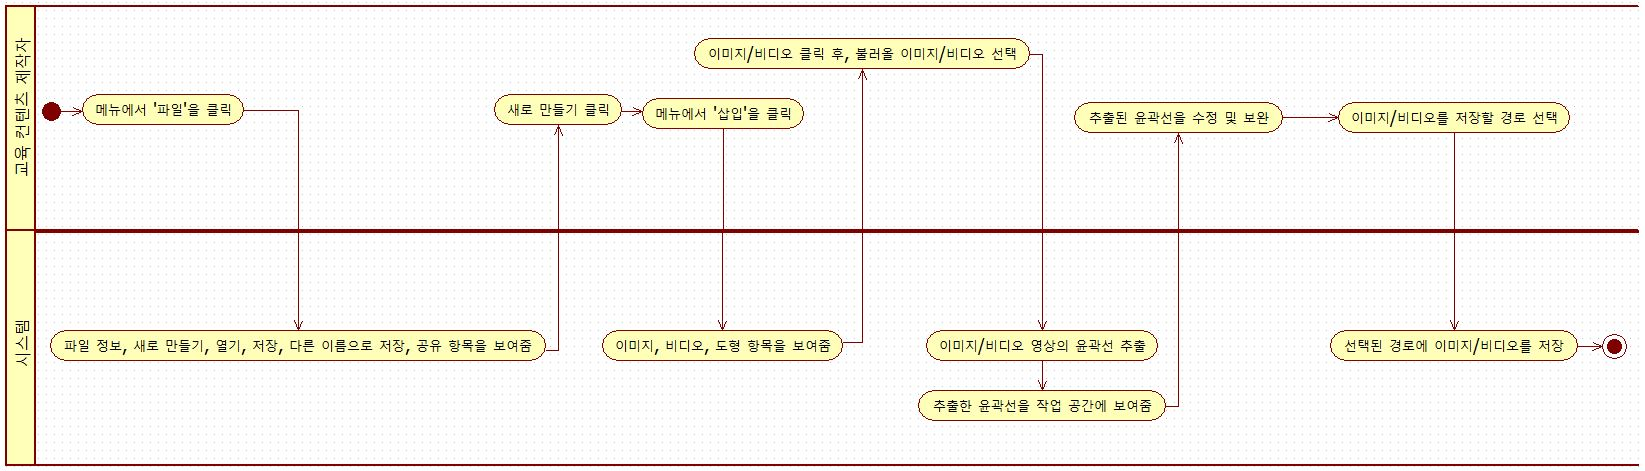 교육 컨텐츠 제작자
메뉴에서 '파일'을 클릭
새로 만들기 클릭
메뉴에서 '삽입'을 클릭
이미지/비디오 클릭 후, 불러올 이미지/비디오 선택
추출된 윤곽선을 수정 및 보완
이미지/비디오를 저장할 경로 선택
시스템
파일 정보, 새로 만들기, 열기, 저장, 다른 이름으로 저장, 공유 항목을 보여줌
이미지, 비디오, 도형 항목을 보여줌
이미지/비디오 영상의 윤곽선 추출
추출한 윤곽선을 작업 공간에 보여줌
선택된 경로에 이미지/비디오를 저장